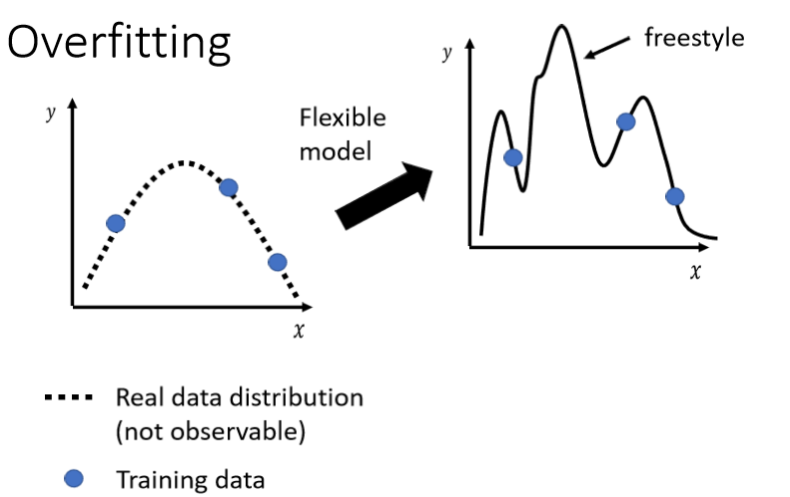 Overfitting
y
x
Flexible
model
y
freestyle
x
Real data distribution
(not observable)
Training data